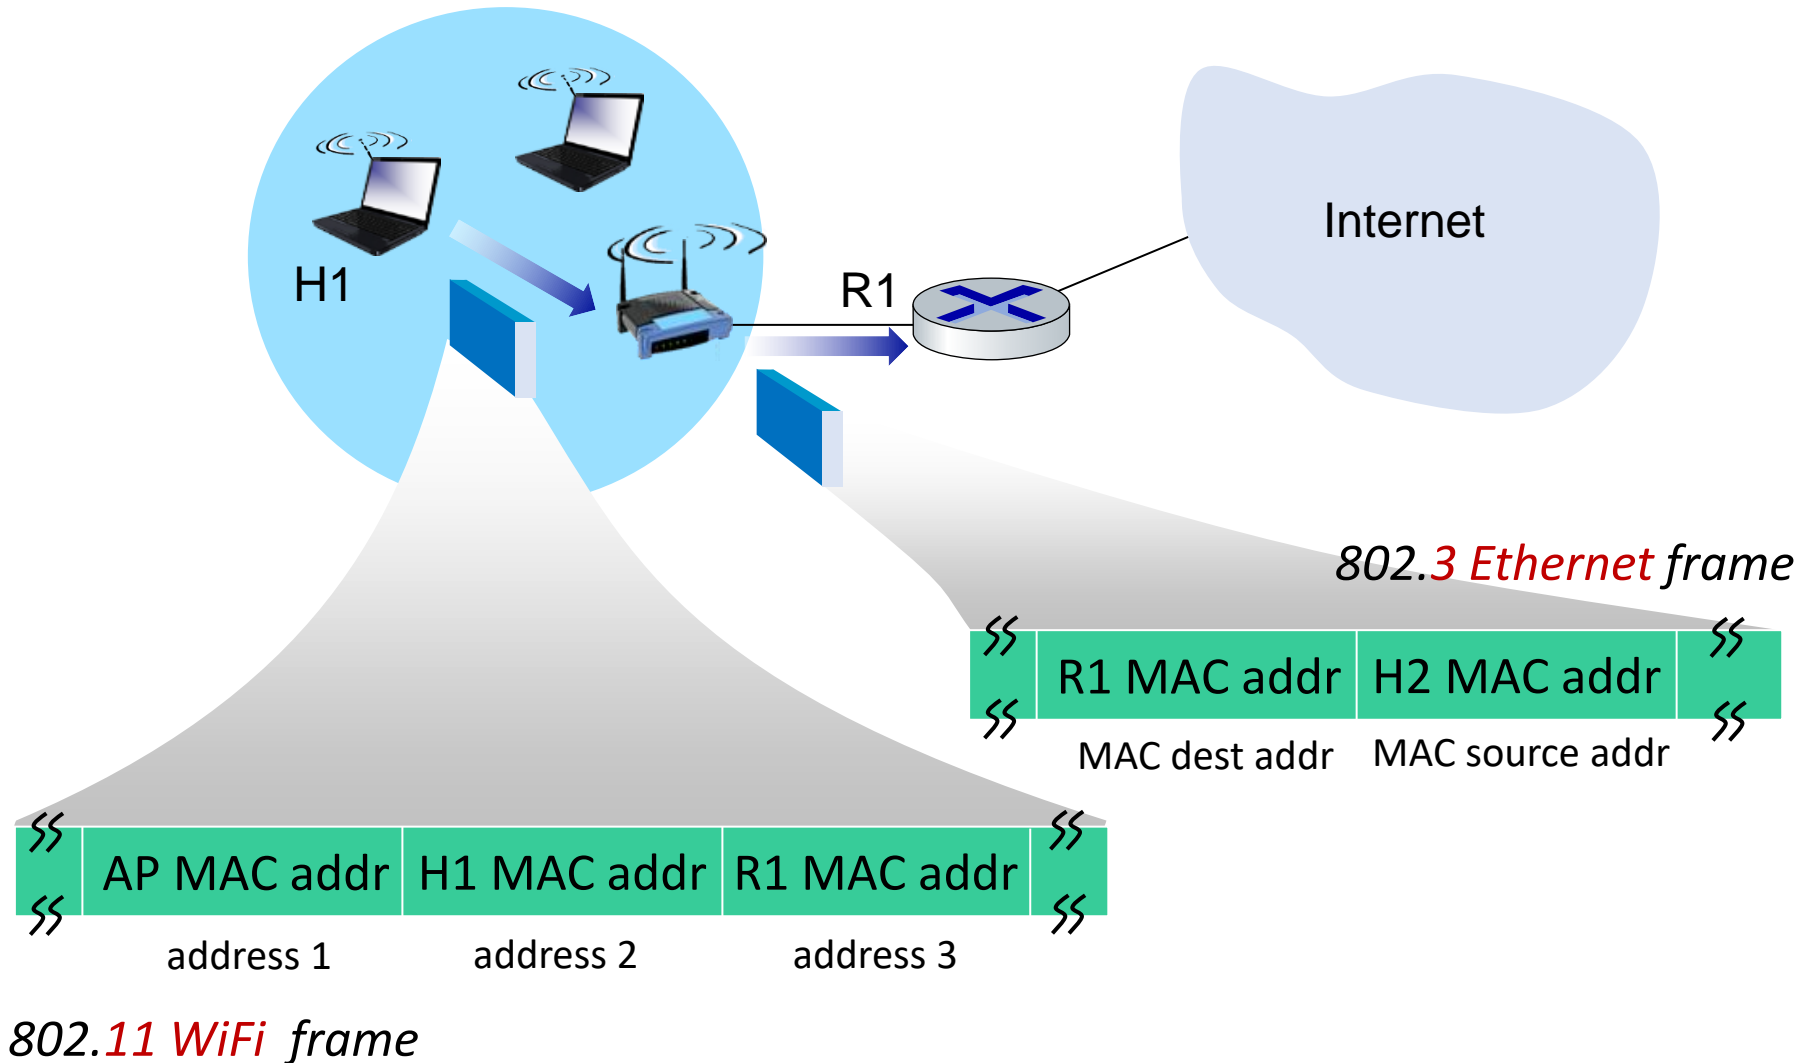 Internet
H1
R1
802.3 Ethernet frame
R1 MAC addr H2 MAC addr
MAC dest addr MAC source addr
AP MAC addr H1 MAC addr R1 MAC addr
address 1 address 2 address 3
802.11 WiFi frame